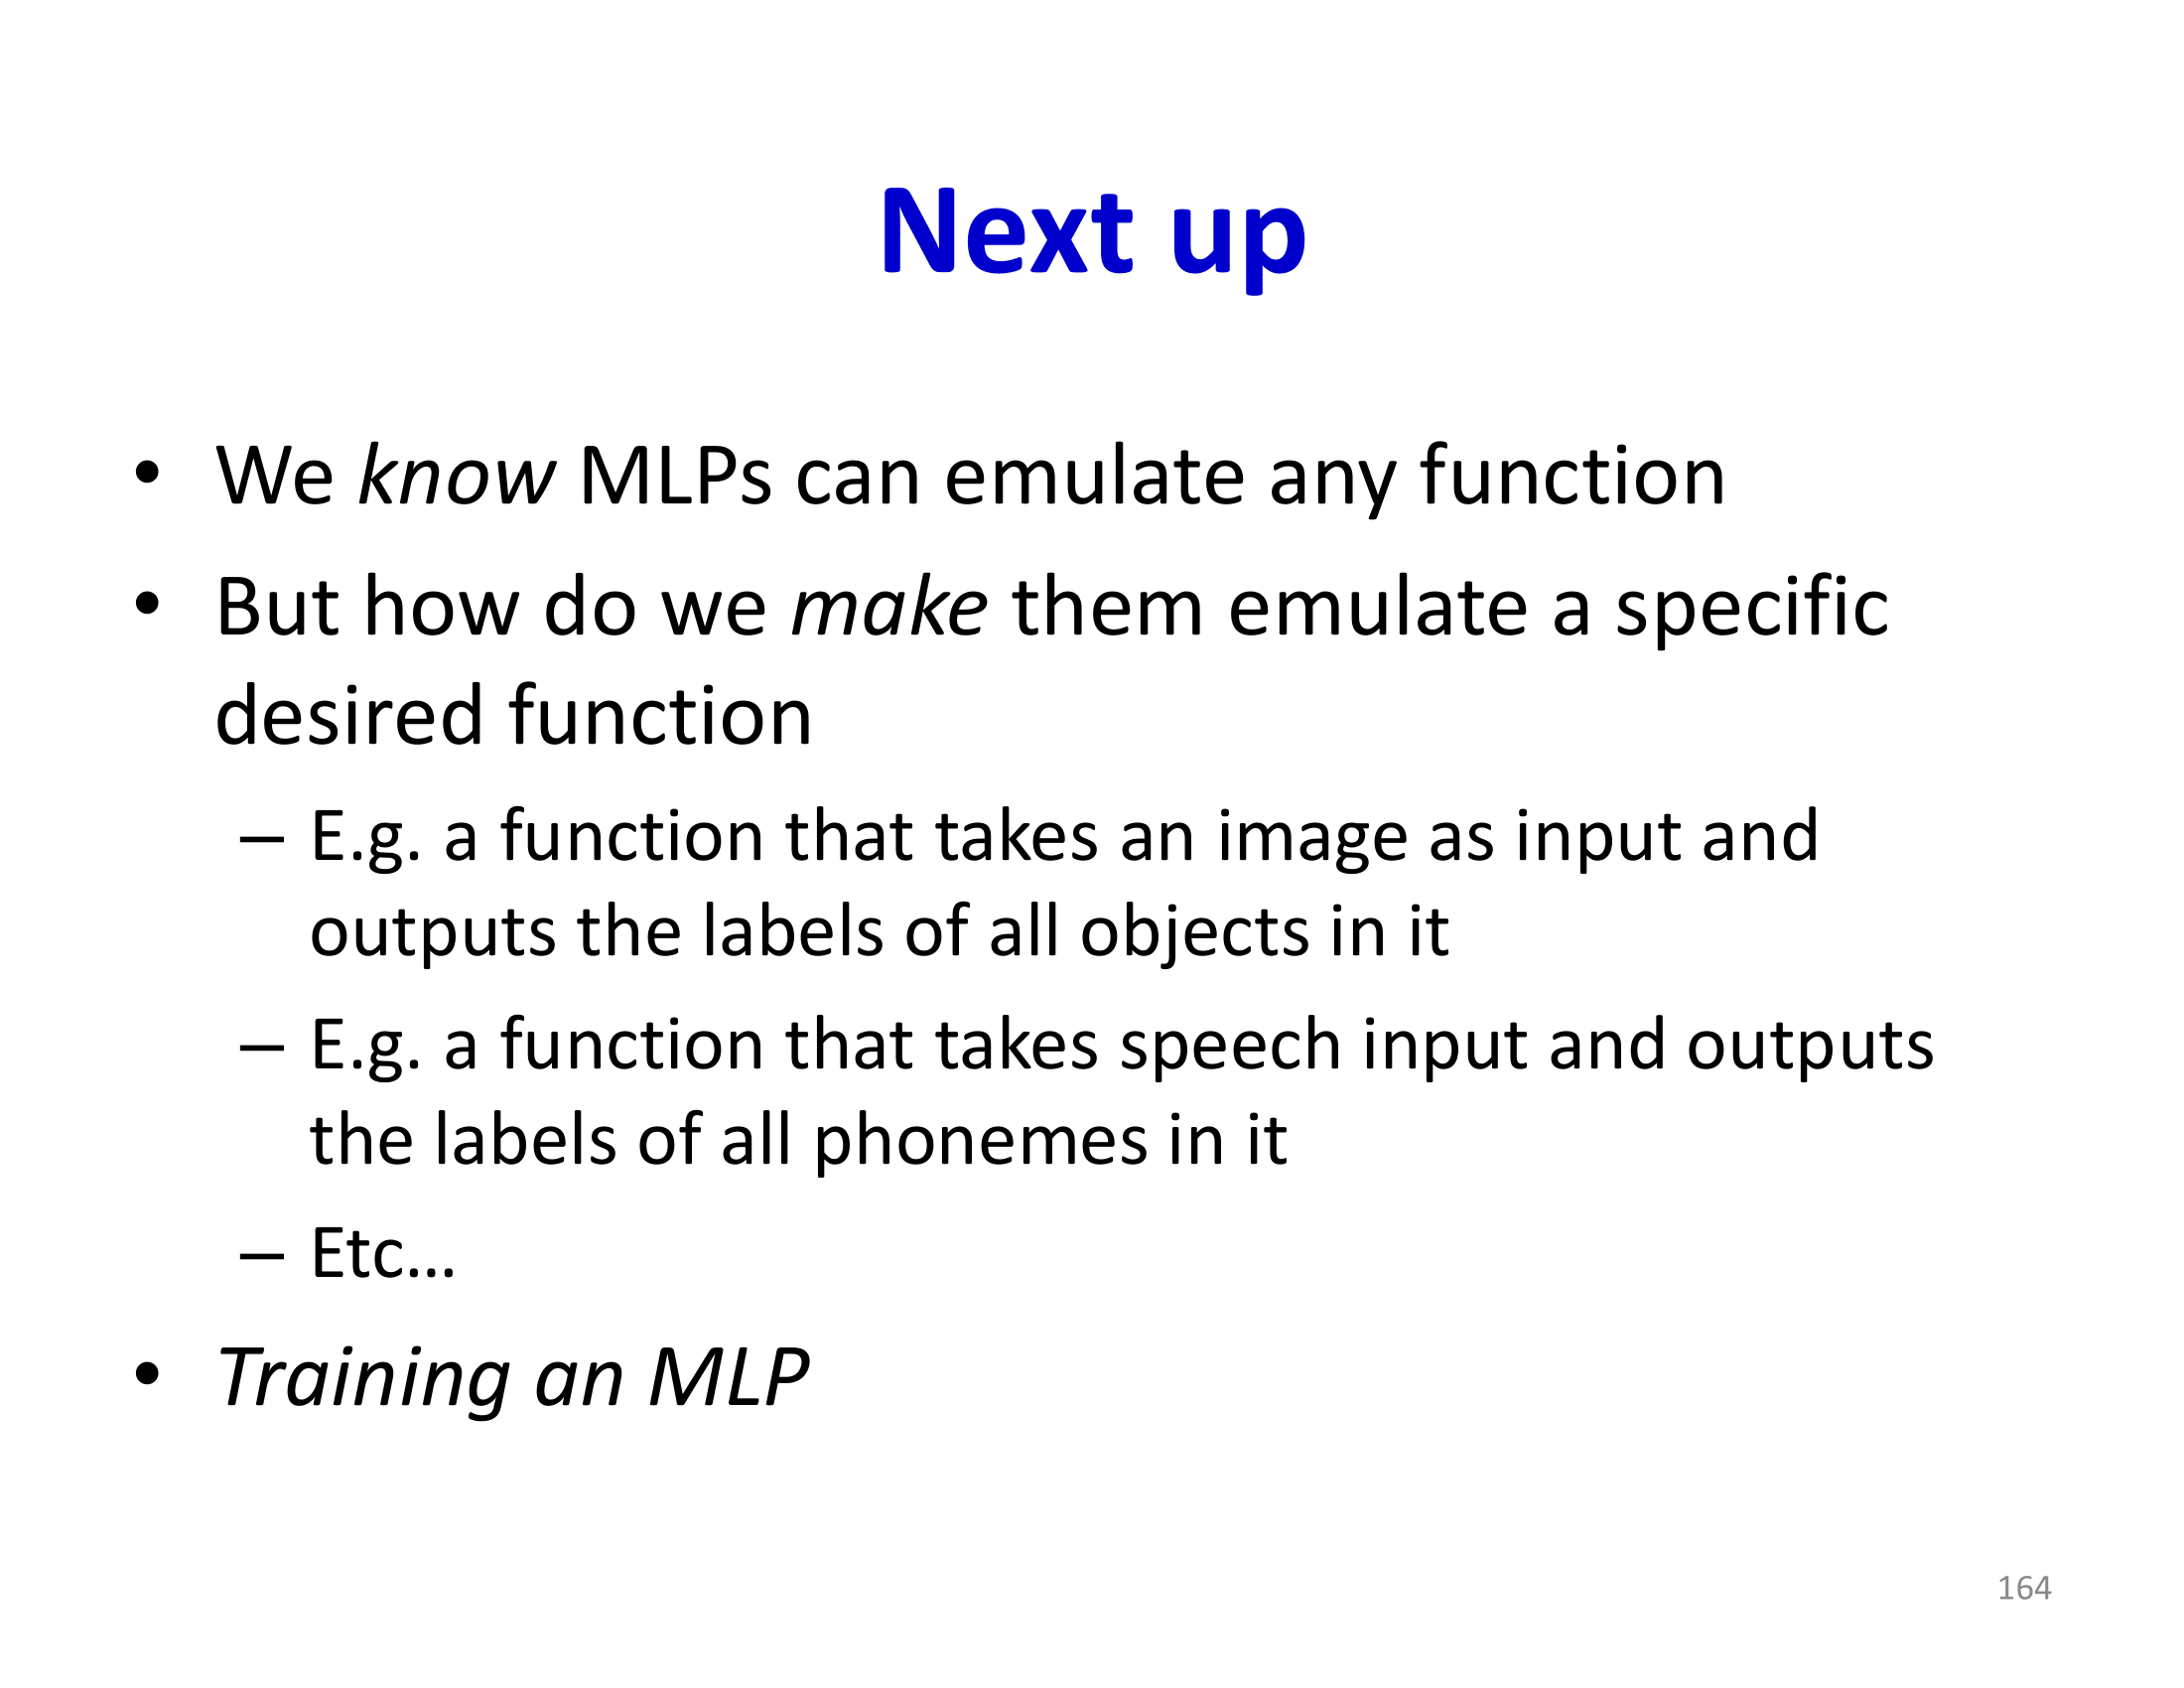 Next up
• We know MLPs can emulate any function
• But how do we make them emulate a specific
desired function
– E.g. a function that takes an image as input and
outputs the labels of all objects in it
– E.g. a function that takes speech input and outputs
the labels of all phonemes in it
– Etc…
• Training an MLP
164